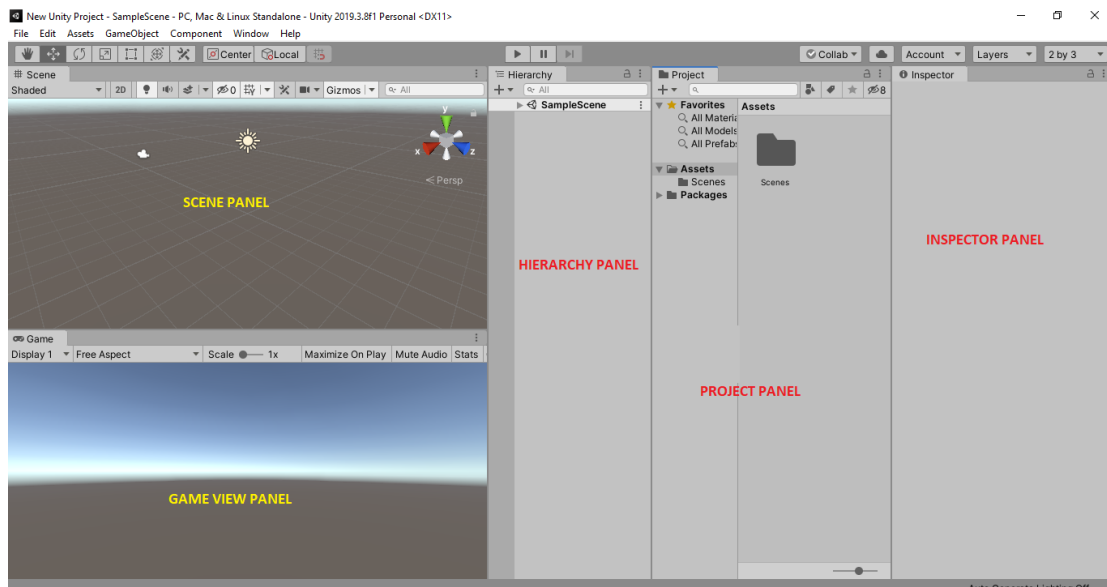 New Unity Project - SampleScene - PC, Mac & Linux Standalone - Unity 2019.3.8f1 Personal <DX11>
File Edit Assets GameObject Component Window Help
Center Local Collab Account Layers 2 by 3
Scene
Shaded 2D 0 Gizmos All
y
x z
Persp
SCENE PANEL
Game
Display 1 Free Aspect Scale 1x Maximize On Play Mute Audio Stats
GAME VIEW PANEL
Hierarchy
All
SampleScene
HIERARCHY PANEL
Project
8
Favorites
All Materia
All Models
All Prefab
Assets
Scenes
Packages
Assets
Scenes
PROJECT PANEL
Inspector
INSPECTOR PANEL